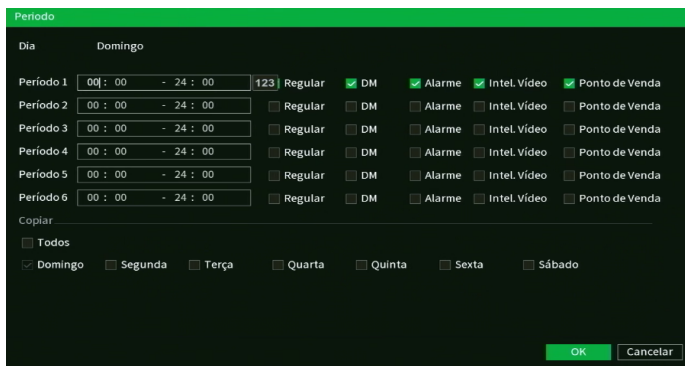 Período
Dia Domingo
Período 1 00: 00 - 24: 00 123 Regular DM Alarme Intel. Vídeo Ponto de Venda
Período 2 00: 00 - 24: 00 Regular DM Alarme Intel. Vídeo Ponto de Venda
Período 3 00: 00 - 24: 00 Regular DM Alarme Intel. Vídeo Ponto de Venda
Período 4 00: 00 - 24: 00 Regular DM Alarme Intel. Vídeo Ponto de Venda
Período 5 00: 00 - 24: 00 Regular DM Alarme Intel. Vídeo Ponto de Venda
Período 6 00: 00 - 24: 00 Regular DM Alarme Intel. Vídeo Ponto de Venda
Copiar
Todos
Domingo Segunda Terça Quarta Quinta Sexta Sábado
OK Cancelar